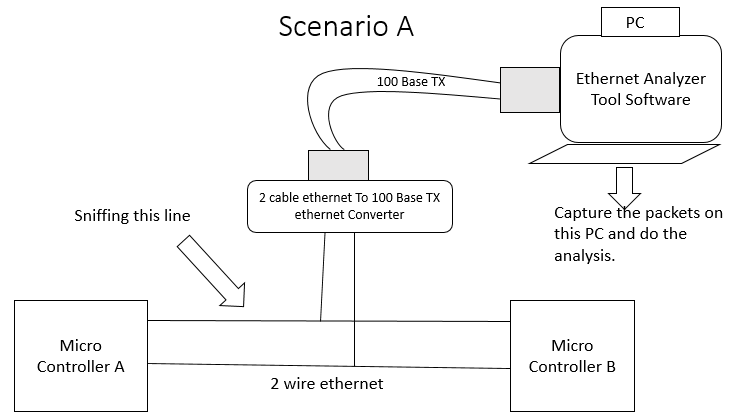 Scenario A
PC
Ethernet Analyzer
Tool Software
100 Base TX
2 cable ethernet To 100 Base TX
ethernet Converter
Sniffing this line
Capture the packets on
this PC and do the
analysis.
Micro
Controller A
Micro
Controller B
2 wire ethernet